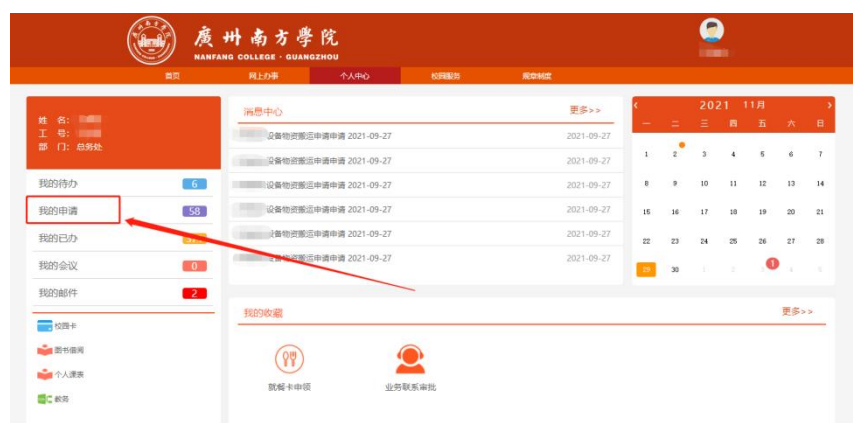 廣州南方學院
NANFANG COLLEGE · GUANGZHOU
首页 网上办事 个人中心 校园服务 规章制度
姓 名：
工 号：
部 门：总务处
我的待办 6
我的申请 58
我的已办
我的会议 0
我的邮件 2
校园卡
图书借阅
个人课表
教务
消息中心 更多>>
设备物资搬运申请申请 2021-09-27 2021-09-27
设备物资搬运申请申请 2021-09-27 2021-09-27
设备物资搬运申请申请 2021-09-27 2021-09-27
设备物资搬运申请申请 2021-09-27 2021-09-27
设备物资搬运申请申请 2021-09-27 2021-09-27
设备物资搬运申请申请 2021-09-27 2021-09-27
我的收藏 更多>>
就餐卡申领 业务联系审批
< 2021 11月 >
一 二 三 四 五 六 日
1 2 3 4 5 6 7
8 9 10 11 12 13 14
15 16 17 18 19 20 21
22 23 24 25 26 27 28
29 30 1 2 3 4 5
1